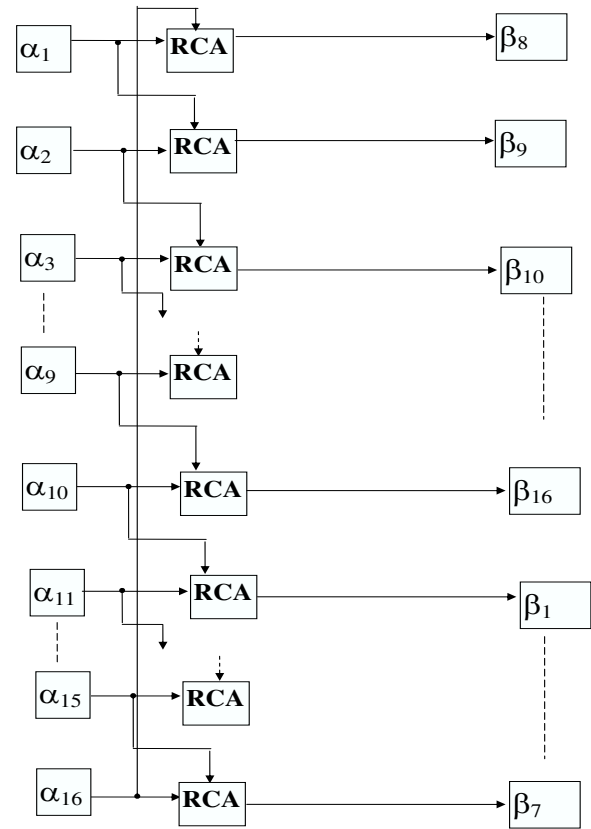 α1 RCA β8
α2 RCA β9
α3 RCA β10
α9 RCA
α10 RCA β16
α11 RCA β1
α15 RCA
α16 RCA β7